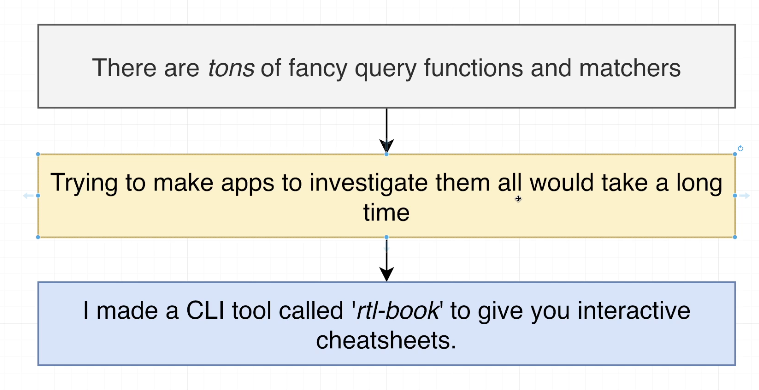 There are tons of fancy query functions and matchers
Trying to make apps to investigate them all would take a long
time
I made a CLI tool called 'rtl-book' to give you interactive
cheatsheets.